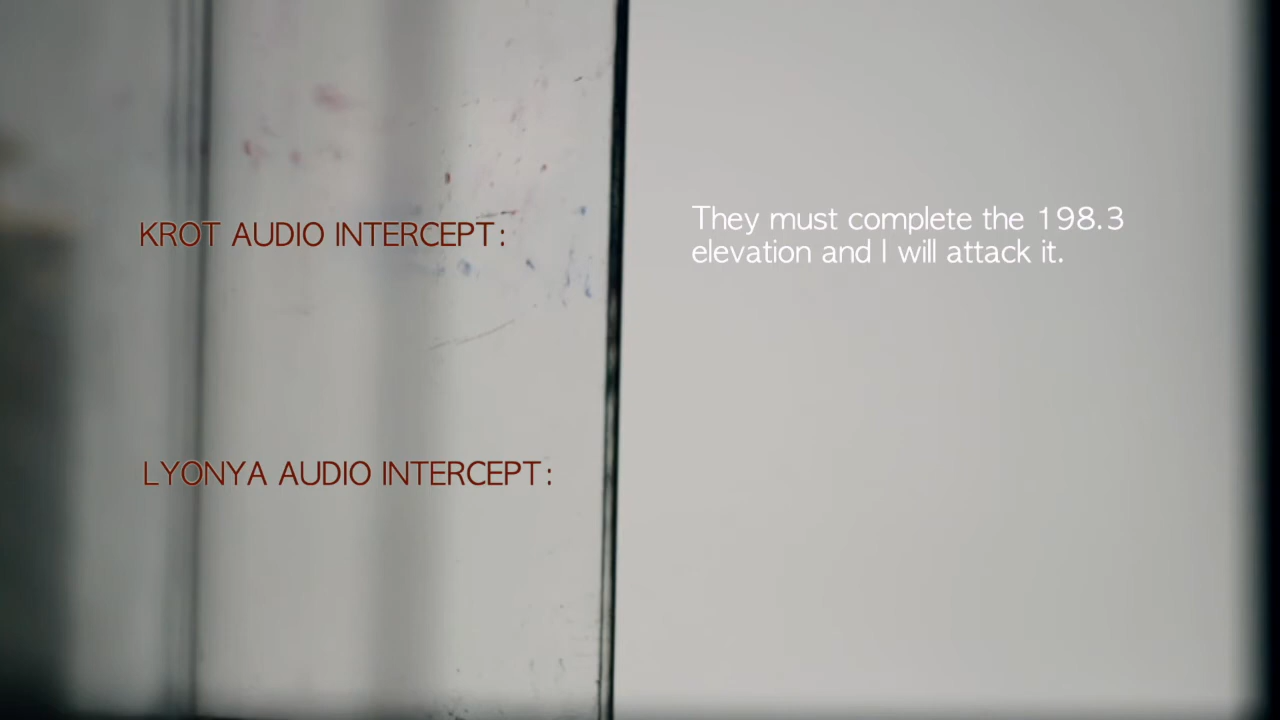 KROT AUDIO INTERCEPT:
They must complete the 198.3
elevation and I will attack it.
LYONYA AUDIO INTERCEPT: